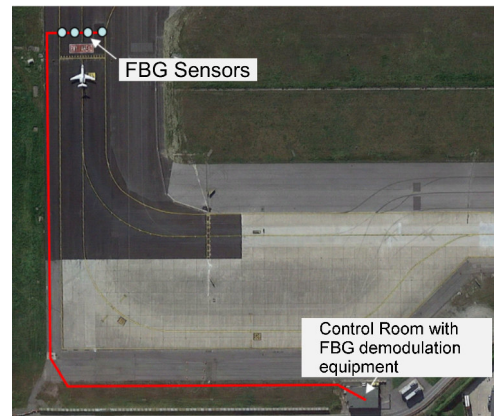 FBG Sensors
Control Room with
FBG demodulation
equipment